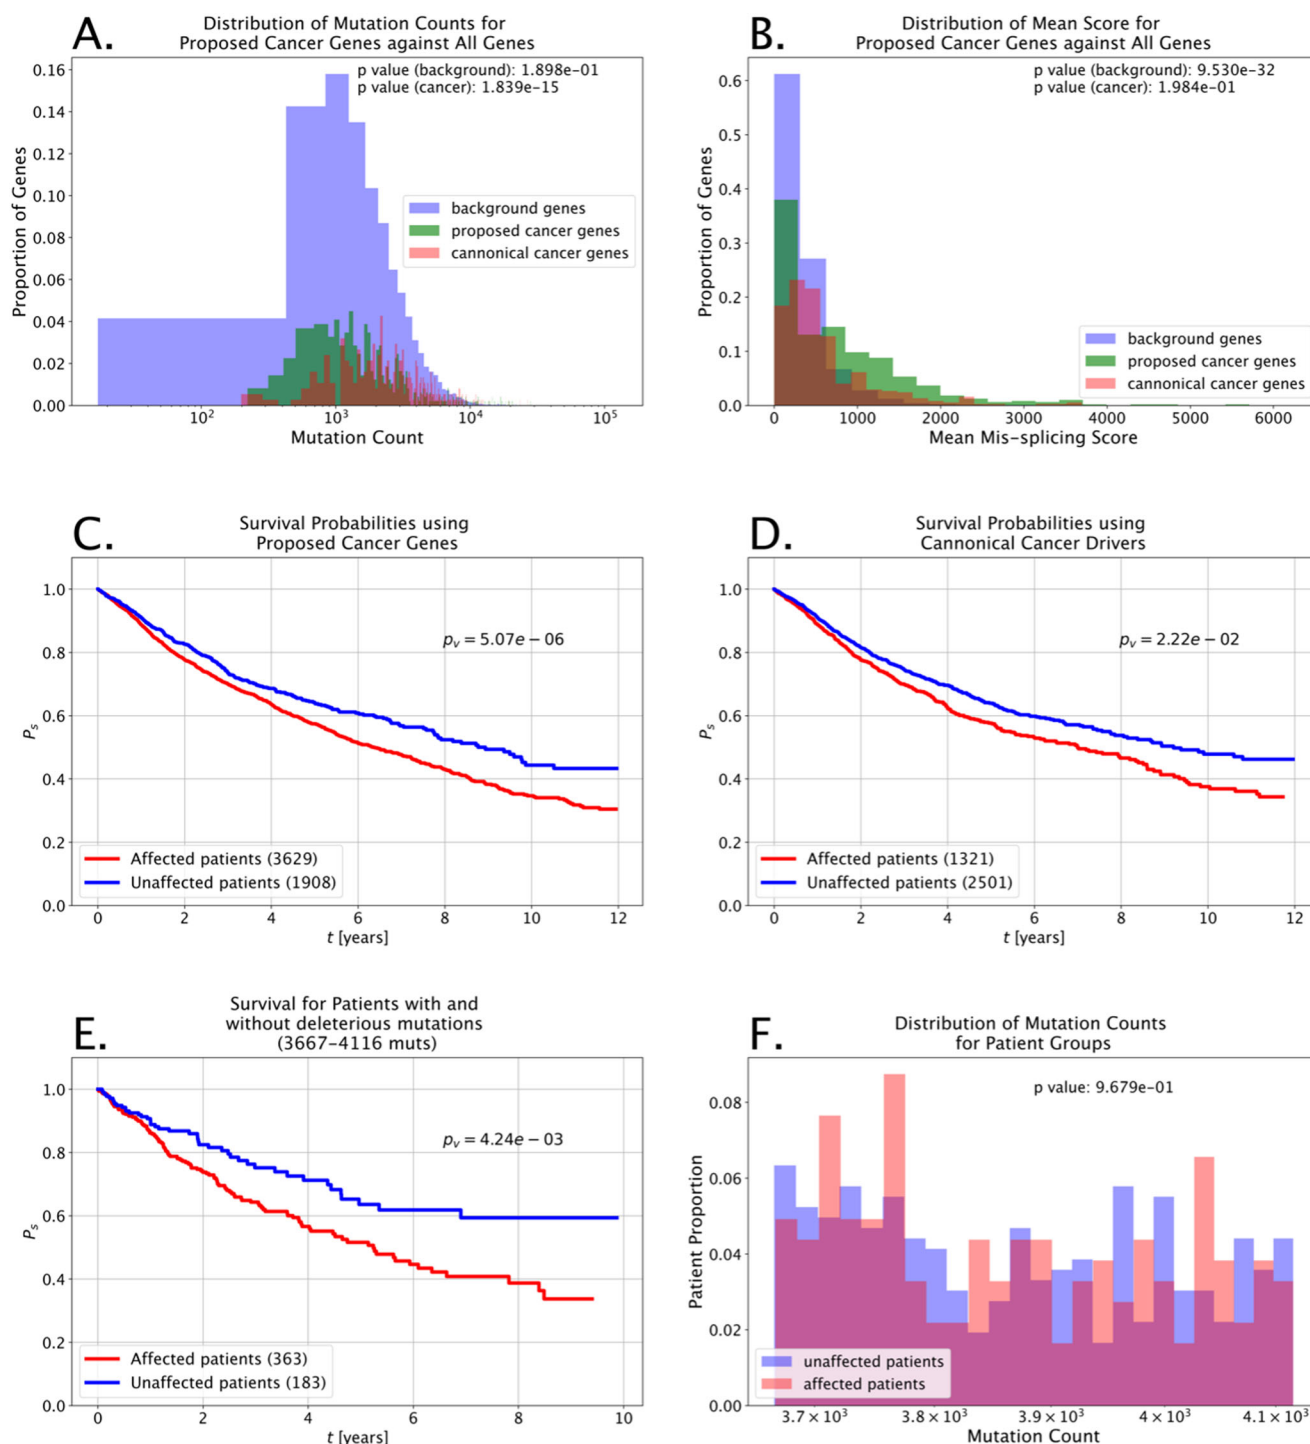 A.
Distribution of Mutation Counts for
Proposed Cancer Genes against All Genes
p value (background): 1.898e−01
p value (cancer): 1.839e−15
0.16
0.14
0.12
0.10
0.08
0.06
0.04
0.02
0.00
Proportion of Genes
background genes
proposed cancer genes
cannonical cancer genes
10² 10³ 10⁴ 10⁵
Mutation Count
B.
Distribution of Mean Score for
Proposed Cancer Genes against All Genes
p value (background): 9.530e−32
p value (cancer): 1.984e−01
0.6
0.5
0.4
0.3
0.2
0.1
0.0
Proportion of Genes
background genes
proposed cancer genes
cannonical cancer genes
0 1000 2000 3000 4000 5000 6000
Mean Mis−splicing Score
C.
Survival Probabilities using
Proposed Cancer Genes
pᵥ = 5.07e − 06
1.0
0.8
0.6
0.4
0.2
0.0
Pₛ
Affected patients (3629)
Unaffected patients (1908)
0 2 4 6 8 10 12
t [years]
D.
Survival Probabilities using
Cannonical Cancer Drivers
pᵥ = 2.22e − 02
1.0
0.8
0.6
0.4
0.2
0.0
Pₛ
Affected patients (1321)
Unaffected patients (2501)
0 2 4 6 8 10 12
t [years]
E.
Survival for Patients with and
without deleterious mutations
(3667−4116 muts)
pᵥ = 4.24e − 03
1.0
0.8
0.6
0.4
0.2
0.0
Pₛ
Affected patients (363)
Unaffected patients (183)
0 2 4 6 8 10
t [years]
F.
Distribution of Mutation Counts
for Patient Groups
p value: 9.679e−01
0.08
0.06
0.04
0.02
0.00
Patient Proportion
unaffected patients
affected patients
3.7 × 10³ 3.8 × 10³ 3.9 × 10³ 4 × 10³ 4.1 × 10³
Mutation Count